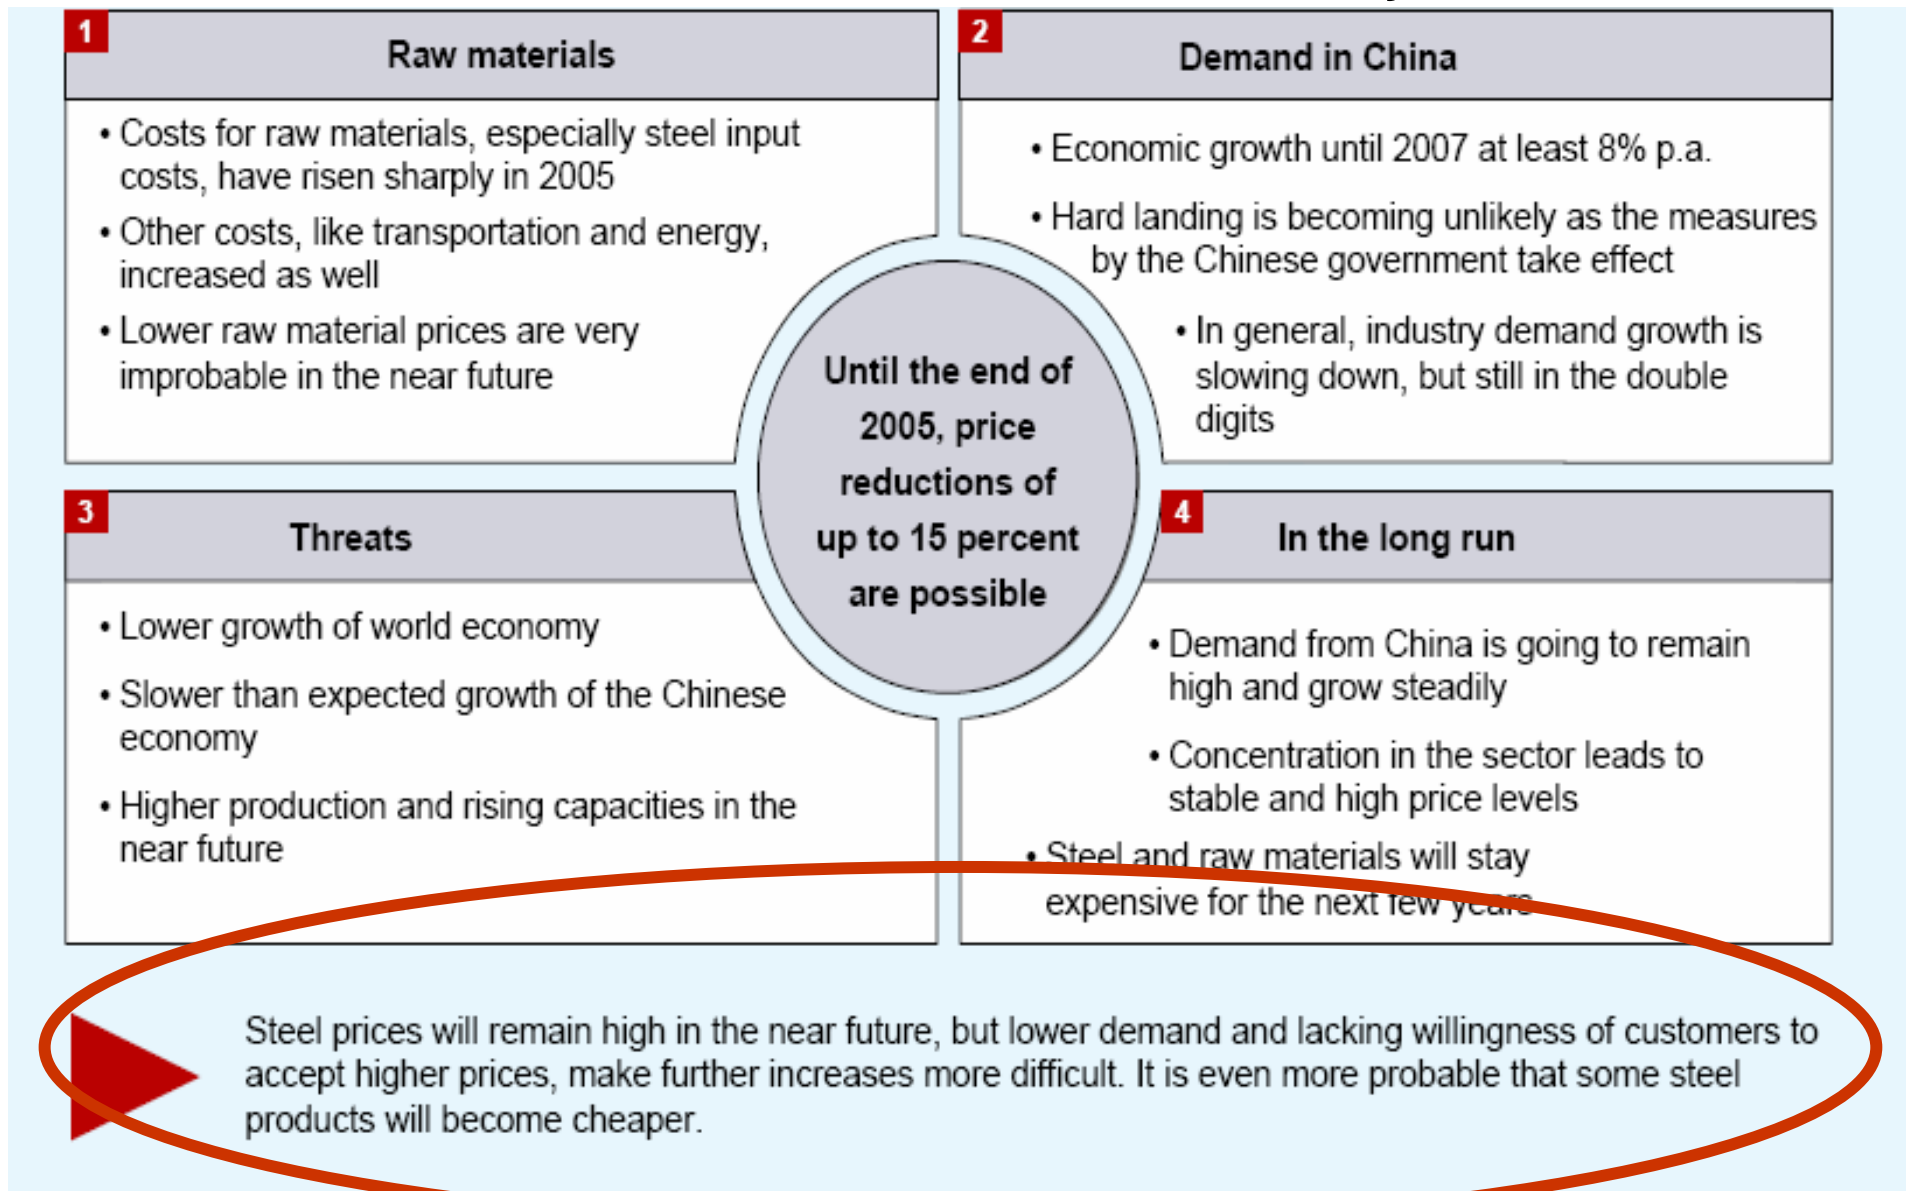 1
Raw materials
• Costs for raw materials, especially steel input
costs, have risen sharply in 2005
• Other costs, like transportation and energy,
increased as well
• Lower raw material prices are very
improbable in the near future
2
Demand in China
• Economic growth until 2007 at least 8% p.a.
• Hard landing is becoming unlikely as the measures
by the Chinese government take effect
• In general, industry demand growth is
slowing down, but still in the double
digits
Until the end of
2005, price
reductions of
up to 15 percent
are possible
3
Threats
• Lower growth of world economy
• Slower than expected growth of the Chinese
economy
• Higher production and rising capacities in the
near future
4
In the long run
• Demand from China is going to remain
high and grow steadily
• Concentration in the sector leads to
stable and high price levels
• Steel and raw materials will stay
expensive for the next few years
Steel prices will remain high in the near future, but lower demand and lacking willingness of customers to
accept higher prices, make further increases more difficult. It is even more probable that some steel
products will become cheaper.